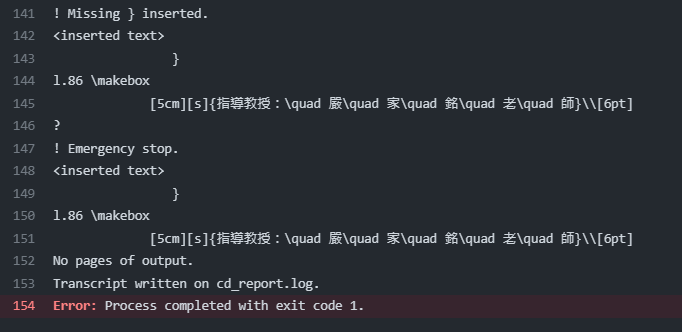 141 ! Missing } inserted.
142 <inserted text>
143 }
144 l.86 \makebox
145 [5cm][s]{指導教授：\quad 嚴\quad 家\quad 銘\quad 老\quad 師}\\[6pt]
146 ?
147 ! Emergency stop.
148 <inserted text>
149 }
150 l.86 \makebox
151 [5cm][s]{指導教授：\quad 嚴\quad 家\quad 銘\quad 老\quad 師}\\[6pt]
152 No pages of output.
153 Transcript written on cd_report.log.
154 Error: Process completed with exit code 1.